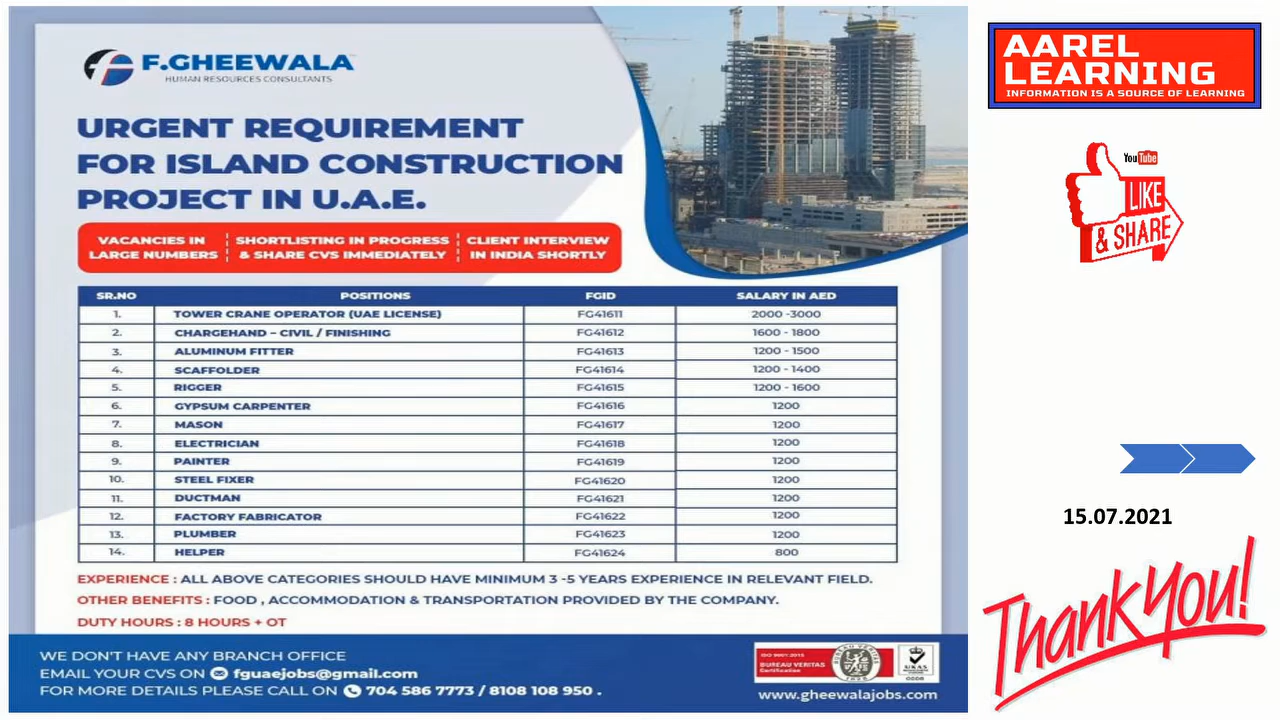 F.GHEEWALA
HUMAN RESOURCES CONSULTANTS
URGENT REQUIREMENT
FOR ISLAND CONSTRUCTION
PROJECT IN U.A.E.
VACANCIES IN
LARGE NUMBERS
SHORTLISTING IN PROGRESS
& SHARE CVS IMMEDIATELY
CLIENT INTERVIEW
IN INDIA SHORTLY
SR.NO POSITIONS FGID SALARY IN AED
1. TOWER CRANE OPERATOR (UAE LICENSE) FG41611 2000 -3000
2. CHARGEHAND – CIVIL / FINISHING FG41612 1600 - 1800
3. ALUMINUM FITTER FG41613 1200 - 1500
4. SCAFFOLDER FG41614 1200 - 1400
5. RIGGER FG41615 1200 - 1600
6. GYPSUM CARPENTER FG41616 1200
7. MASON FG41617 1200
8. ELECTRICIAN FG41618 1200
9. PAINTER FG41619 1200
10. STEEL FIXER FG41620 1200
11. DUCTMAN FG41621 1200
12. FACTORY FABRICATOR FG41622 1200
13. PLUMBER FG41623 1200
14. HELPER FG41624 800
EXPERIENCE : ALL ABOVE CATEGORIES SHOULD HAVE MINIMUM 3 -5 YEARS EXPERIENCE IN RELEVANT FIELD.
OTHER BENEFITS : FOOD , ACCOMMODATION & TRANSPORTATION PROVIDED BY THE COMPANY.
DUTY HOURS : 8 HOURS + OT
WE DON'T HAVE ANY BRANCH OFFICE
EMAIL YOUR CVS ON fguaejobs@gmail.com
FOR MORE DETAILS PLEASE CALL ON 704 586 7773 / 8108 108 950 .
ISO 9001:2015
BUREAU VERITAS
Certification
UKAS
www.gheewalajobs.com
AAREL
LEARNING
INFORMATION IS A SOURCE OF LEARNING
YouTube
LIKE
& SHARE
15.07.2021
Thank You!